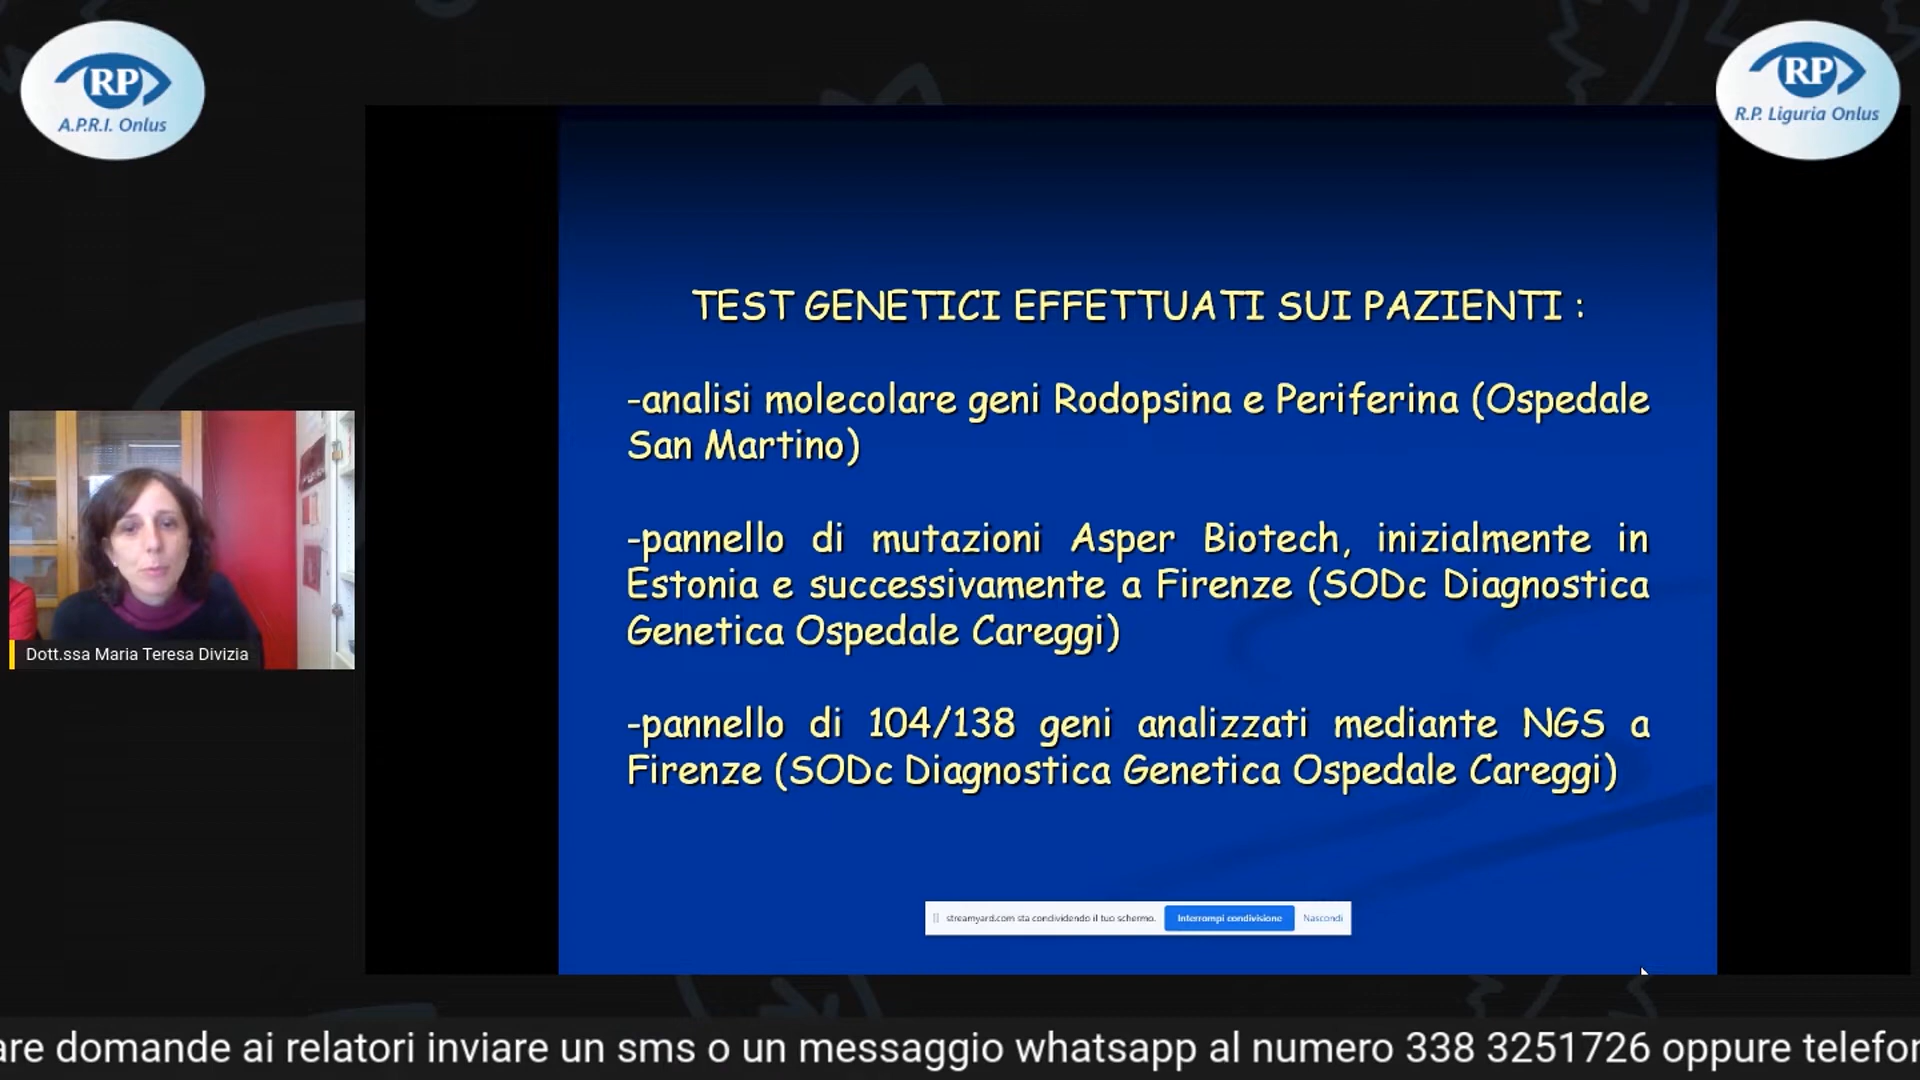 RP
A.P.R.I. Onlus
RP
R.P. Liguria Onlus
TEST GENETICI EFFETTUATI SUI PAZIENTI :
-analisi molecolare geni Rodopsina e Periferina (Ospedale
San Martino)
-pannello di mutazioni Asper Biotech, inizialmente in
Estonia e successivamente a Firenze (SODc Diagnostica
Genetica Ospedale Careggi)
-pannello di 104/138 geni analizzati mediante NGS a
Firenze (SODc Diagnostica Genetica Ospedale Careggi)
Dott.ssa Maria Teresa Divizia
streamyard.com sta condividendo il tuo schermo. Interrompi condivisione Nascondi
are domande ai relatori inviare un sms o un messaggio whatsapp al numero 338 3251726 oppure telefon